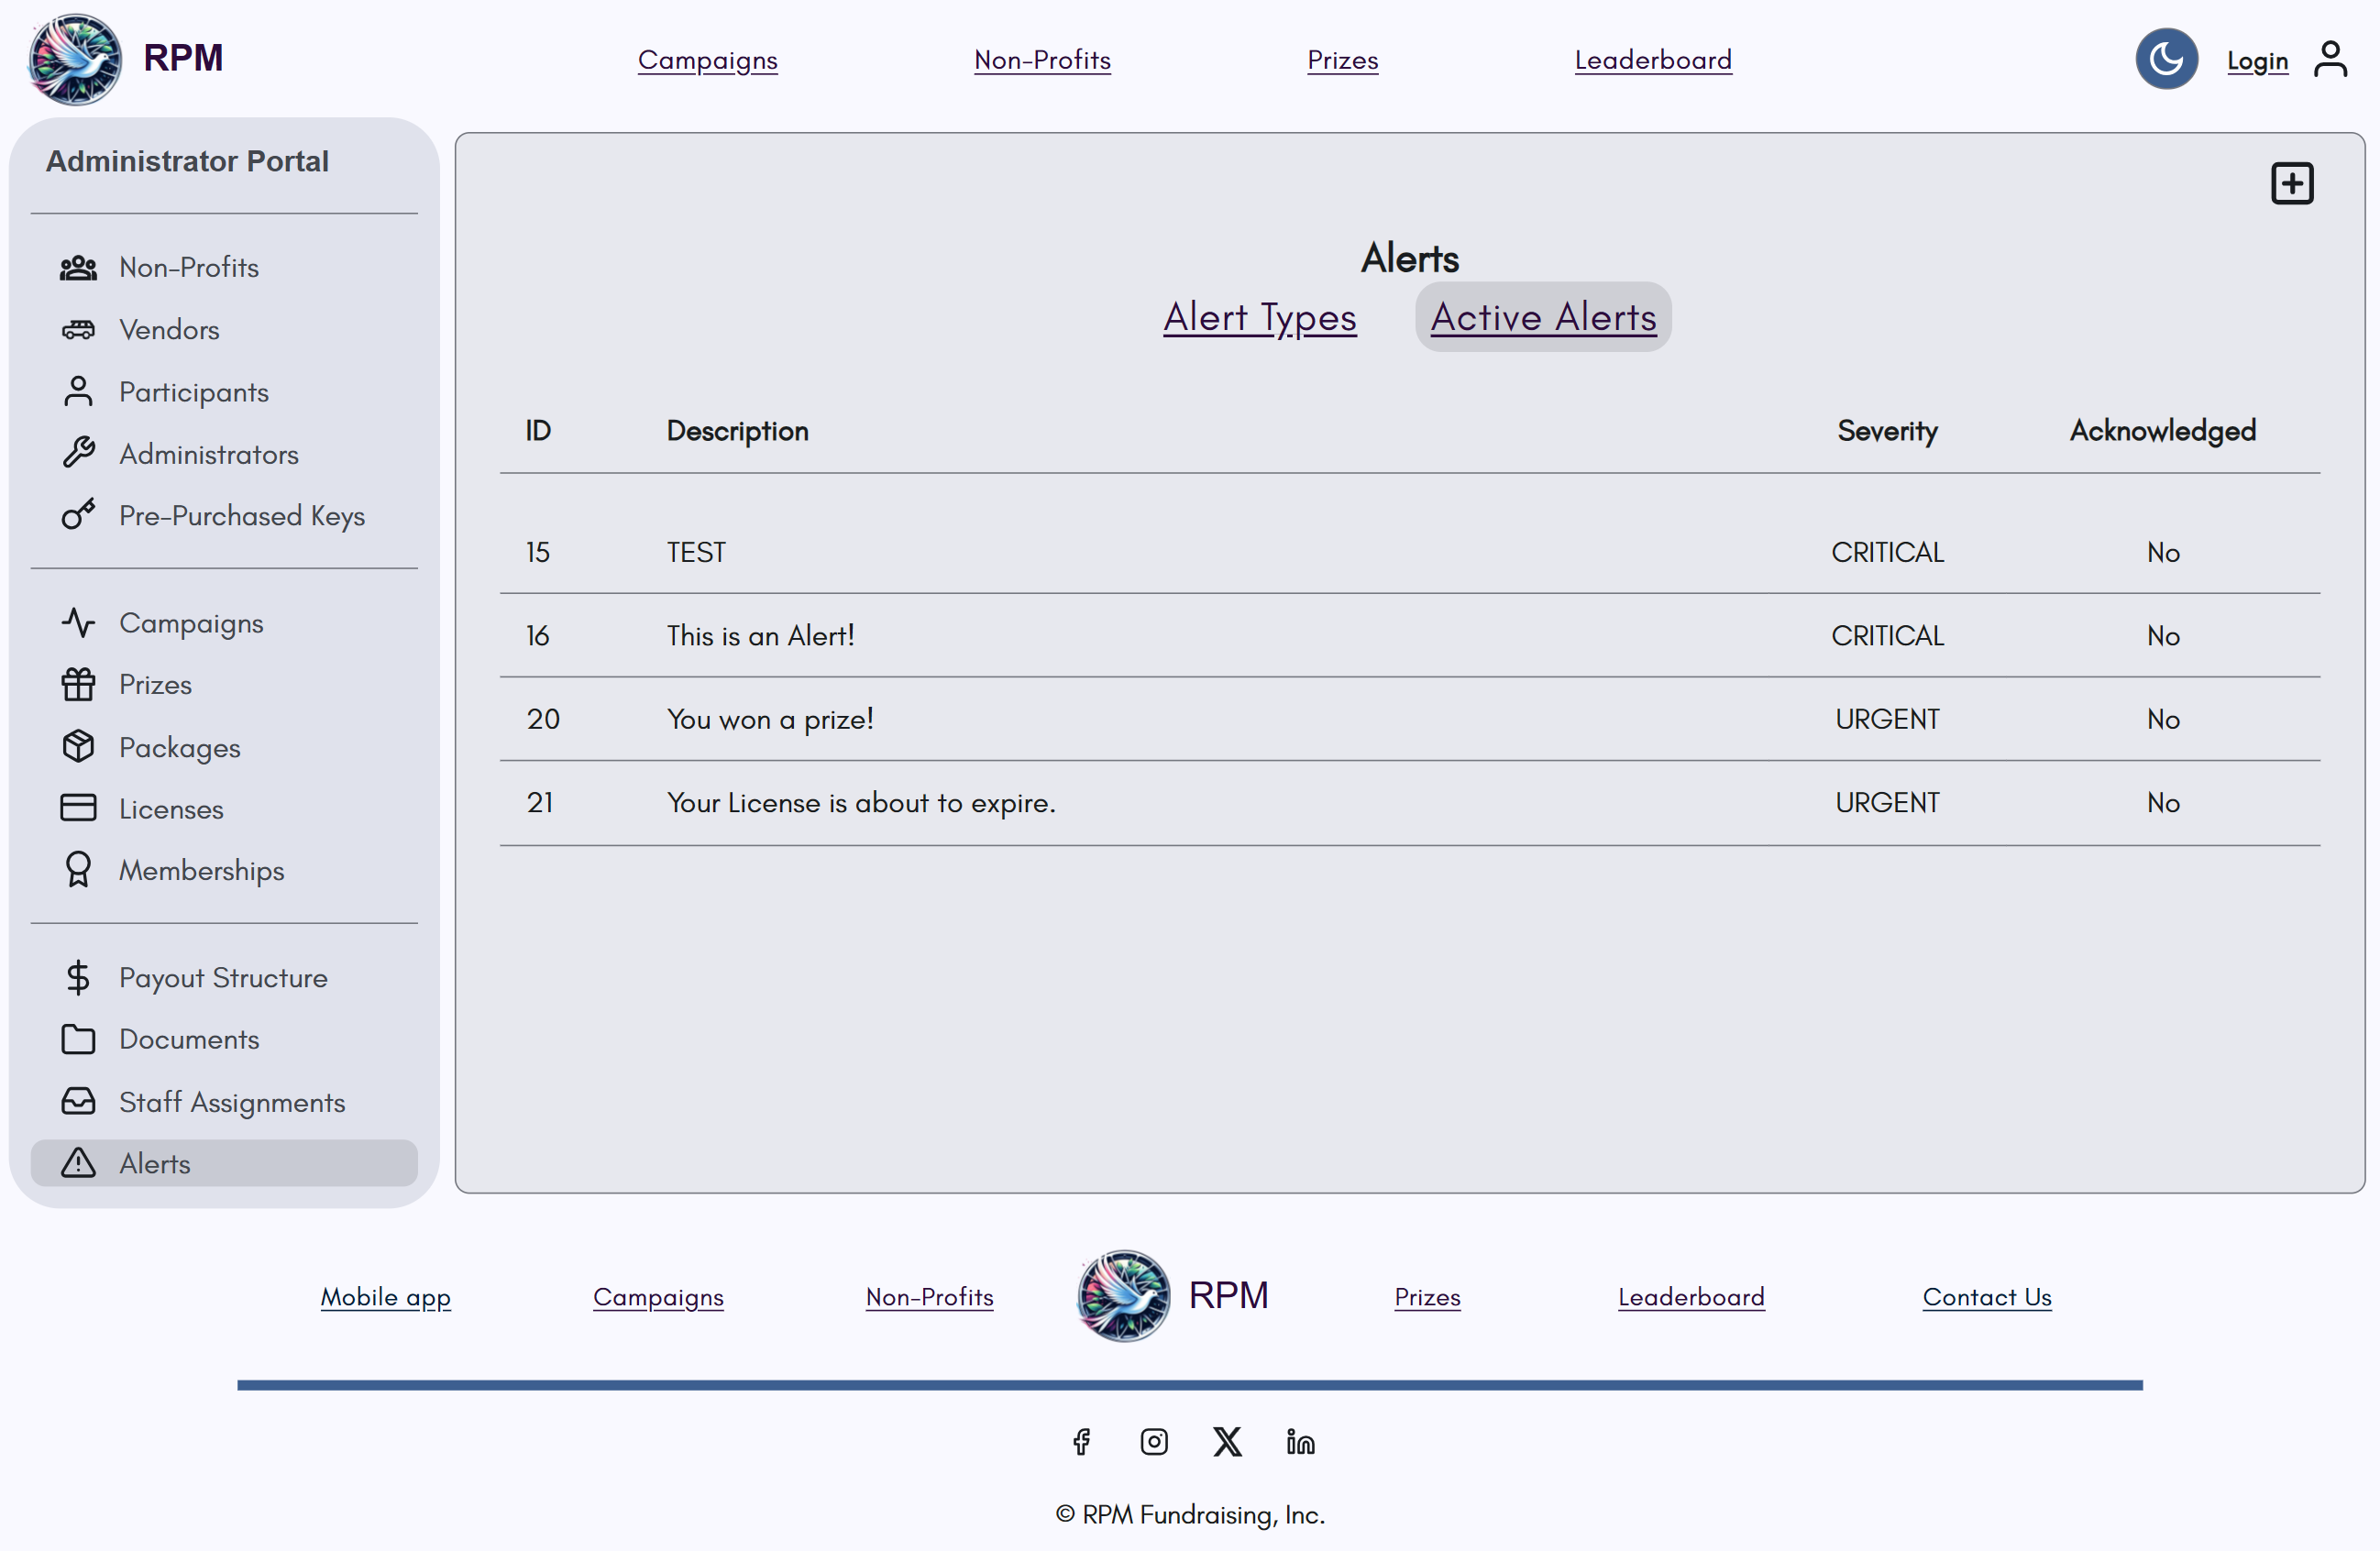 RPM
Campaigns
Non-Profits
Prizes
Leaderboard
Login
Administrator Portal
Non-Profits
Vendors
Participants
Administrators
Pre-Purchased Keys
Campaigns
Prizes
Packages
Licenses
Memberships
Payout Structure
Documents
Staff Assignments
Alerts
Alerts
Alert Types Active Alerts
ID Description Severity Acknowledged
15 TEST CRITICAL No
16 This is an Alert! CRITICAL No
20 You won a prize! URGENT No
21 Your License is about to expire. URGENT No
Mobile app Campaigns Non-Profits RPM Prizes Leaderboard Contact Us
© RPM Fundraising, Inc.